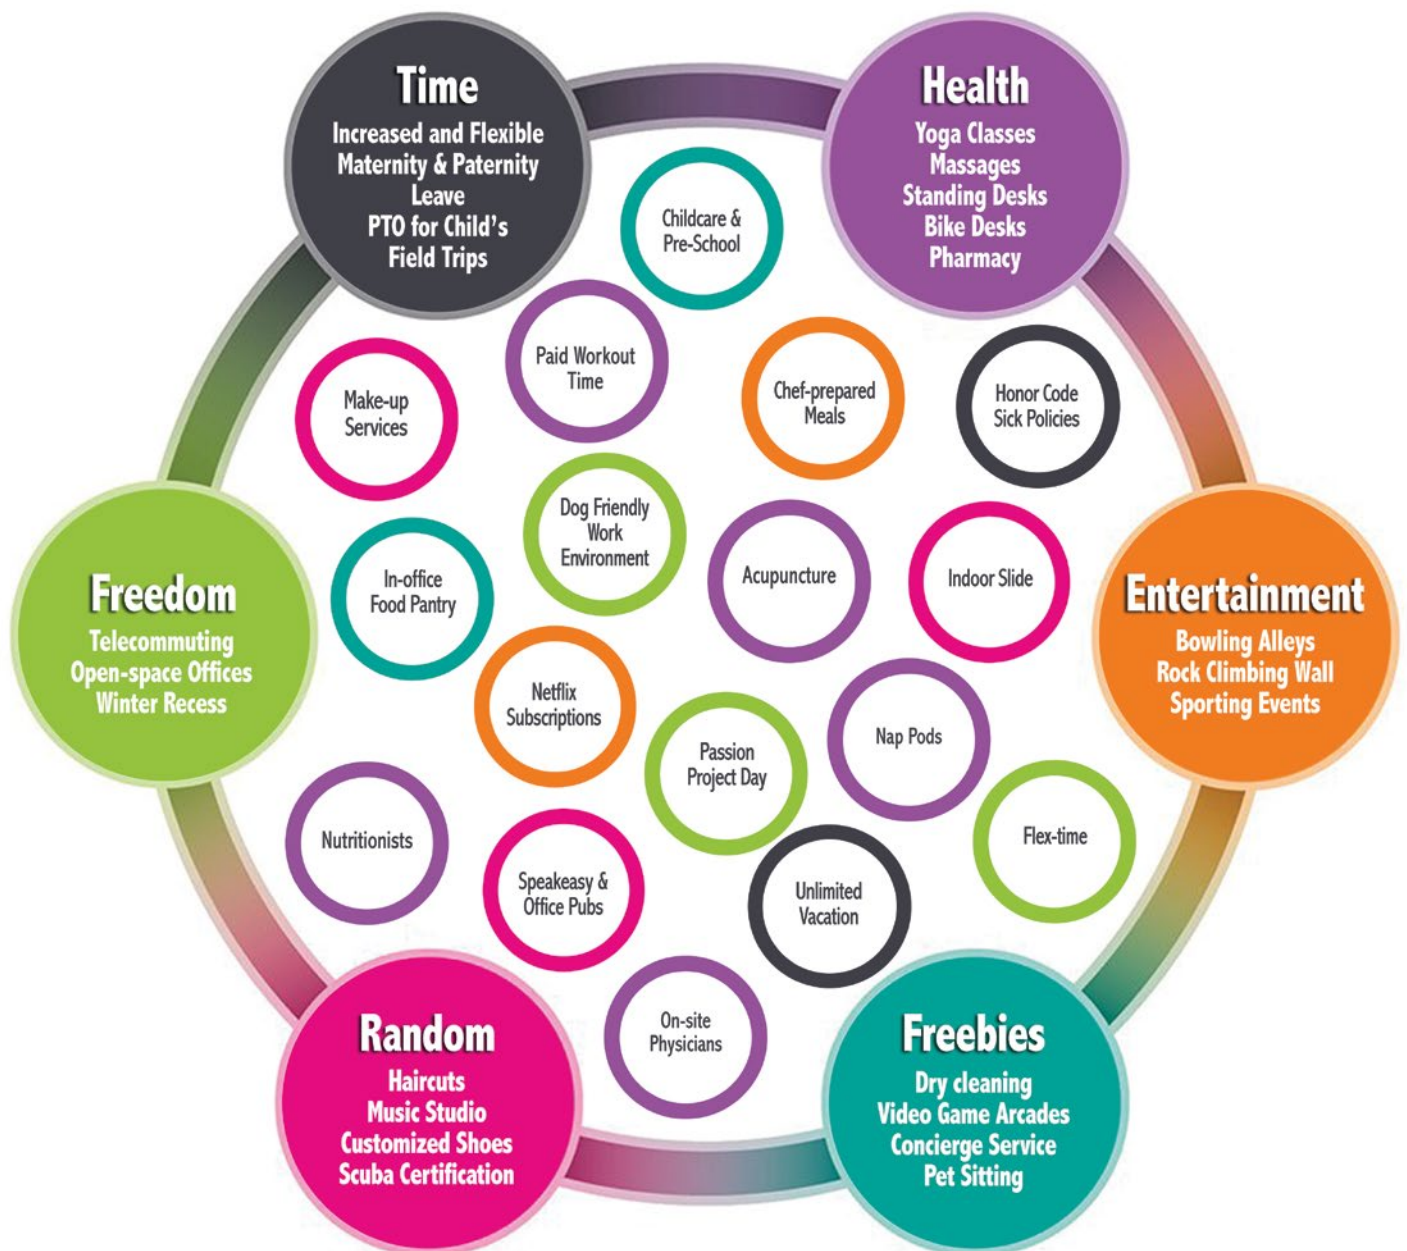 Time
Increased and Flexible
Maternity & Paternity
Leave
PTO for Child's
Field Trips
Health
Yoga Classes
Massages
Standing Desks
Bike Desks
Pharmacy
Childcare &
Pre-School
Paid Workout
Time
Make-up
Services
Chef-prepared
Meals
Honor Code
Sick Policies
Dog Friendly
Work
Environment
In-office
Food Pantry
Acupuncture
Indoor Slide
Freedom
Telecommuting
Open-space Offices
Winter Recess
Entertainment
Bowling Alleys
Rock Climbing Wall
Sporting Events
Netflix
Subscriptions
Passion
Project Day
Nap Pods
Nutritionists
Speakeasy &
Office Pubs
Unlimited
Vacation
Flex-time
On-site
Physicians
Random
Haircuts
Music Studio
Customized Shoes
Scuba Certification
Freebies
Dry cleaning
Video Game Arcades
Concierge Service
Pet Sitting